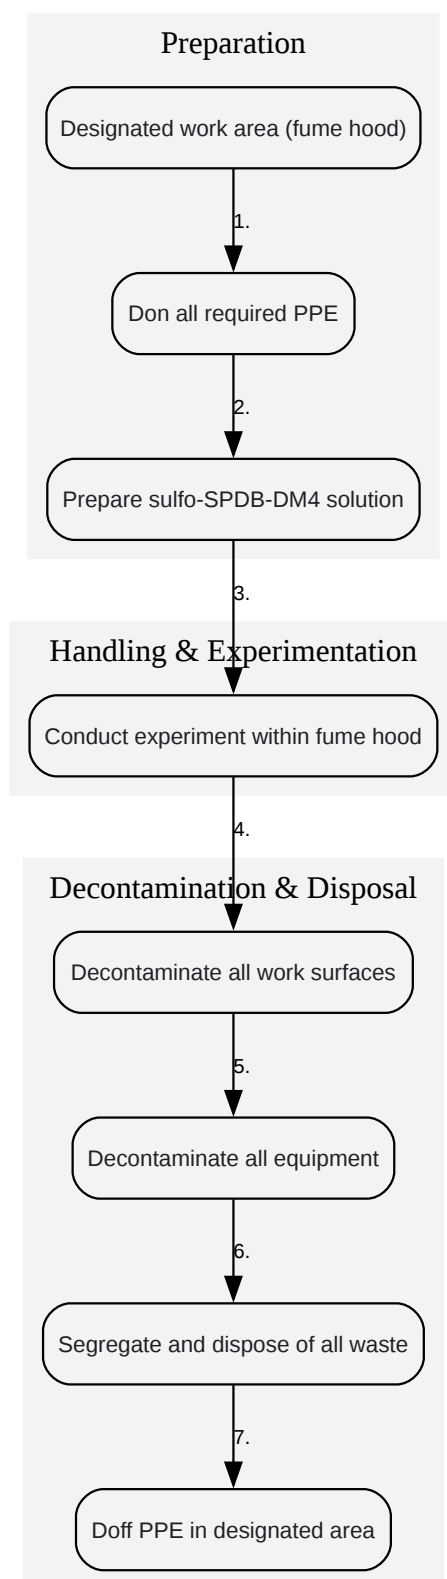 Preparation
Designated work area (fume hood)
1.
Don all required PPE
2.
Prepare sulfo-SPDB-DM4 solution
3.
Handling & Experimentation
Conduct experiment within fume hood
4.
Decontamination & Disposal
Decontaminate all work surfaces
5.
Decontaminate all equipment
6.
Segregate and dispose of all waste
7.
Doff PPE in designated area